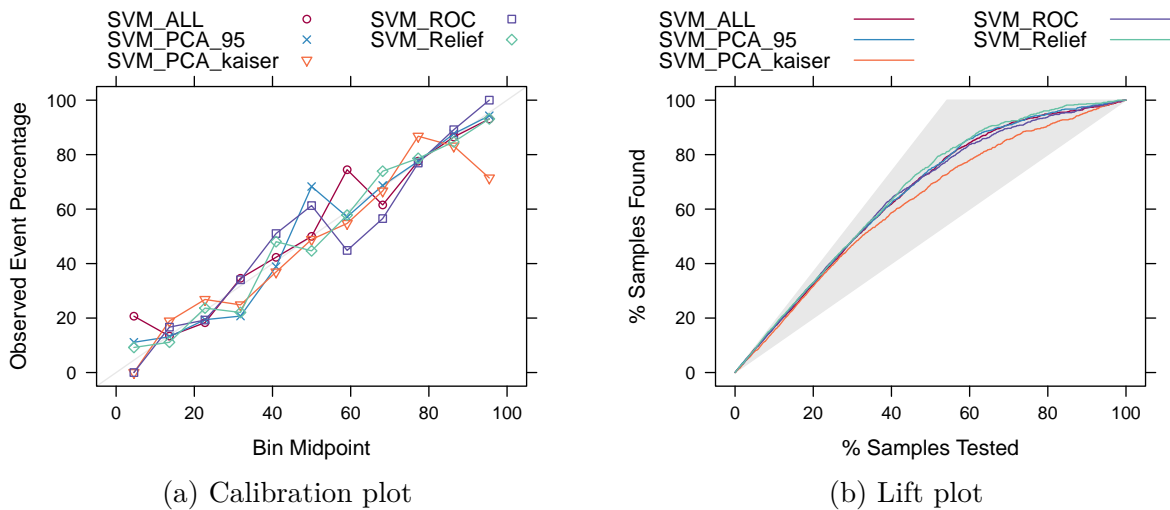 SVM_ALL
SVM_PCA_95
SVM_PCA_kaiser
SVM_ROC
SVM_Relief
Observed Event Percentage
100
80
60
40
20
0
0 20 40 60 80 100
Bin Midpoint
(a) Calibration plot
SVM_ALL
SVM_PCA_95
SVM_PCA_kaiser
SVM_ROC
SVM_Relief
% Samples Found
100
80
60
40
20
0
0 20 40 60 80 100
% Samples Tested
(b) Lift plot